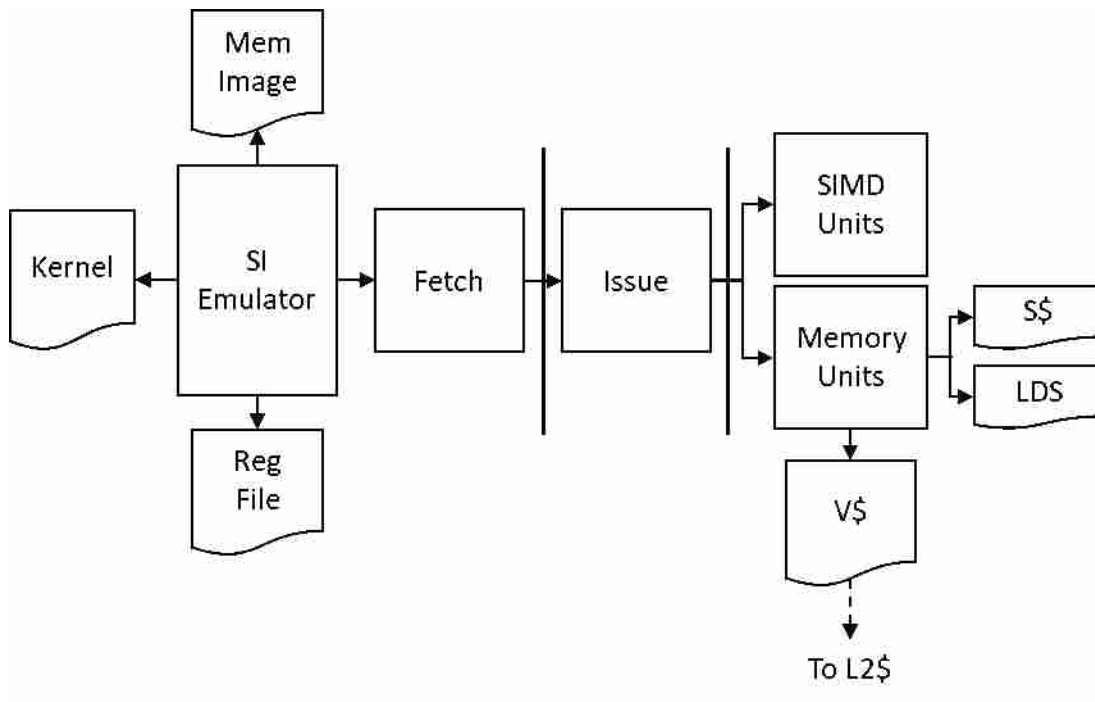 Mem
Image
Kernel
SI
Emulator
Fetch
Issue
SIMD
Units
Memory
Units
S$
LDS
Reg
File
V$
To L2$